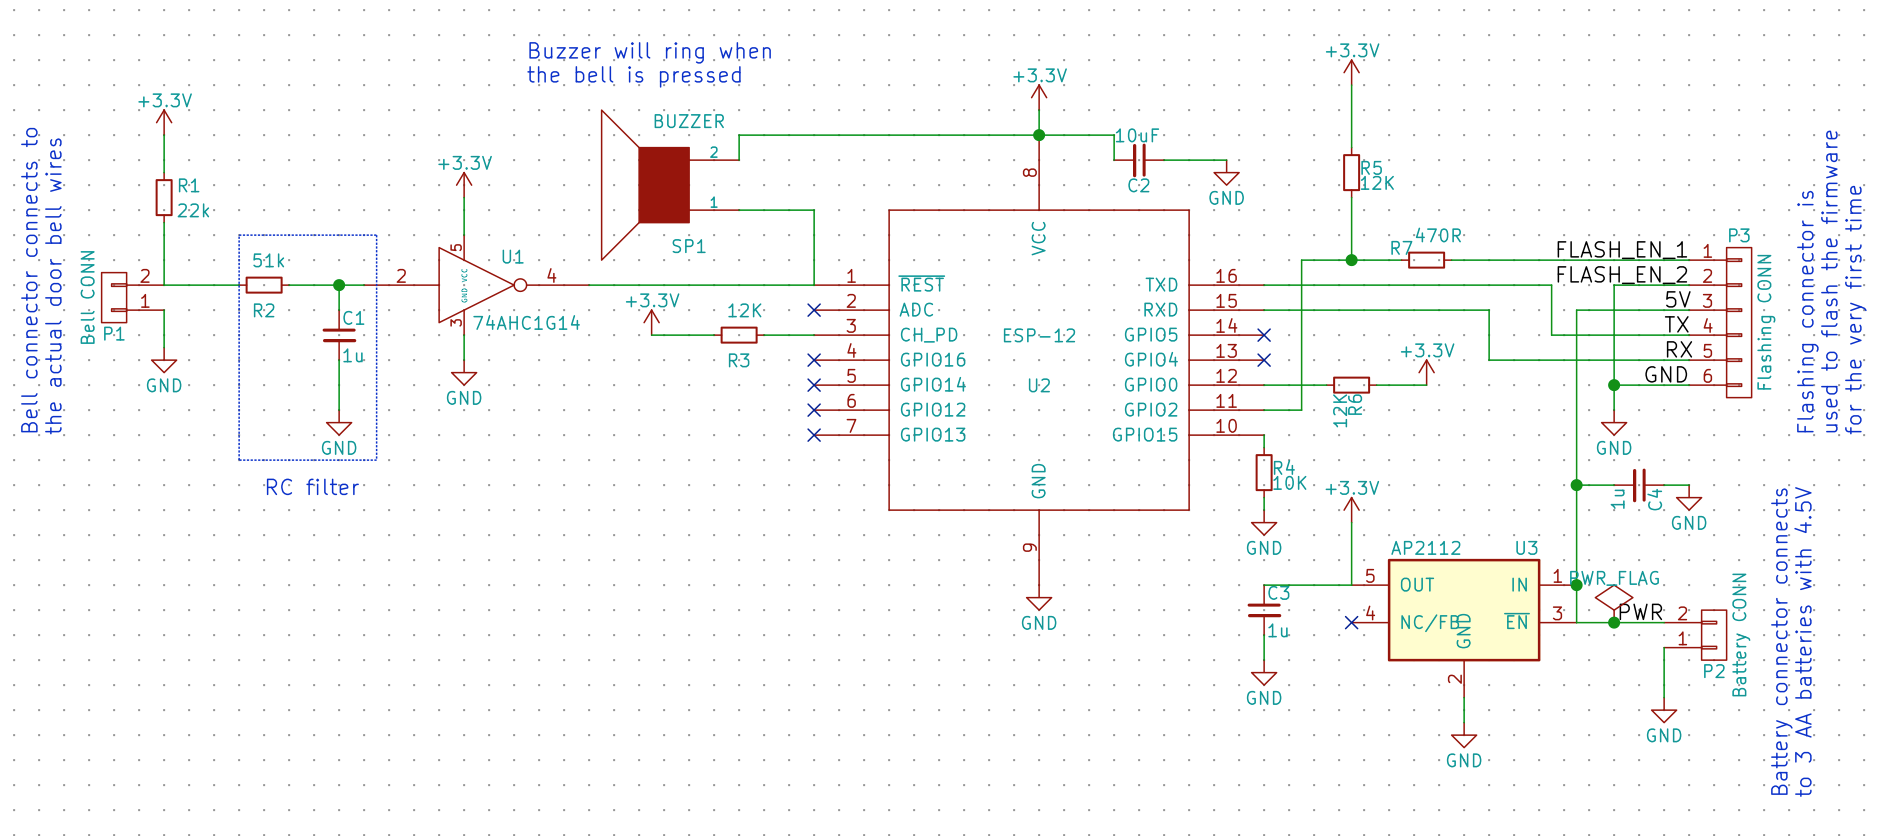 Buzzer will ring when
the bell is pressed
Bell connector connects to
the actual door bell wires
+3.3V
R1
22k
Bell CONN
2
1
P1
GND
51k
R2
C1
1u
GND
RC filter
+3.3V
5
U1
2
GND
VCC
4
3
74AHC1G14
GND
BUZZER
2
1
SP1
+3.3V
12K
R3
+3.3V
8
10uF
C2
GND
VCC
1
REST
2
ADC
3
CH_PD
4
GPIO16
5
GPIO14
6
GPIO12
7
GPIO13
ESP-12
U2
TXD
16
RXD
15
GPIO5
14
GPIO4
13
GPIO0
12
GPIO2
11
GPIO15
10
GND
9
GND
+3.3V
R5
12K
R7
470R
+3.3V
12K
R6
R4
10K
GND
FLASH_EN_1
1
FLASH_EN_2
2
5V
3
TX
4
RX
5
GND
6
P3
Flashing CONN
GND
Flashing connector is
used to flash the firmware
for the very first time
1u
C4
GND
+3.3V
AP2112
U3
5
OUT
IN
1
4
NC/FB
GND
EN
3
2
GND
C3
1u
GND
PWR_FLAG
PWR
2
1
P2
Battery CONN
GND
Battery connector connects
to 3 AA batteries with 4.5V